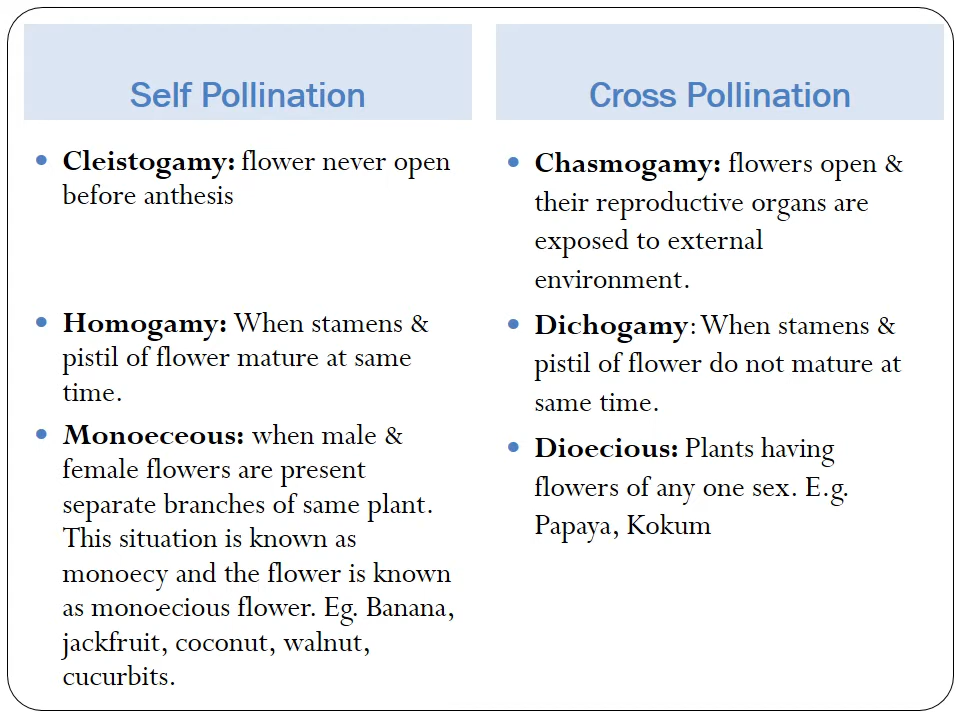 Self Pollination
• Cleistogamy: flower never open
before anthesis
• Homogamy: When stamens &
pistil of flower mature at same
time.
• Monoeceous: when male &
female flowers are present
separate branches of same plant.
This situation is known as
monoecy and the flower is known
as monoecious flower. Eg. Banana,
jackfruit, coconut, walnut,
cucurbits.
Cross Pollination
• Chasmogamy: flowers open &
their reproductive organs are
exposed to external
environment.
• Dichogamy: When stamens &
pistil of flower do not mature at
same time.
• Dioecious: Plants having
flowers of any one sex. E.g.
Papaya, Kokum